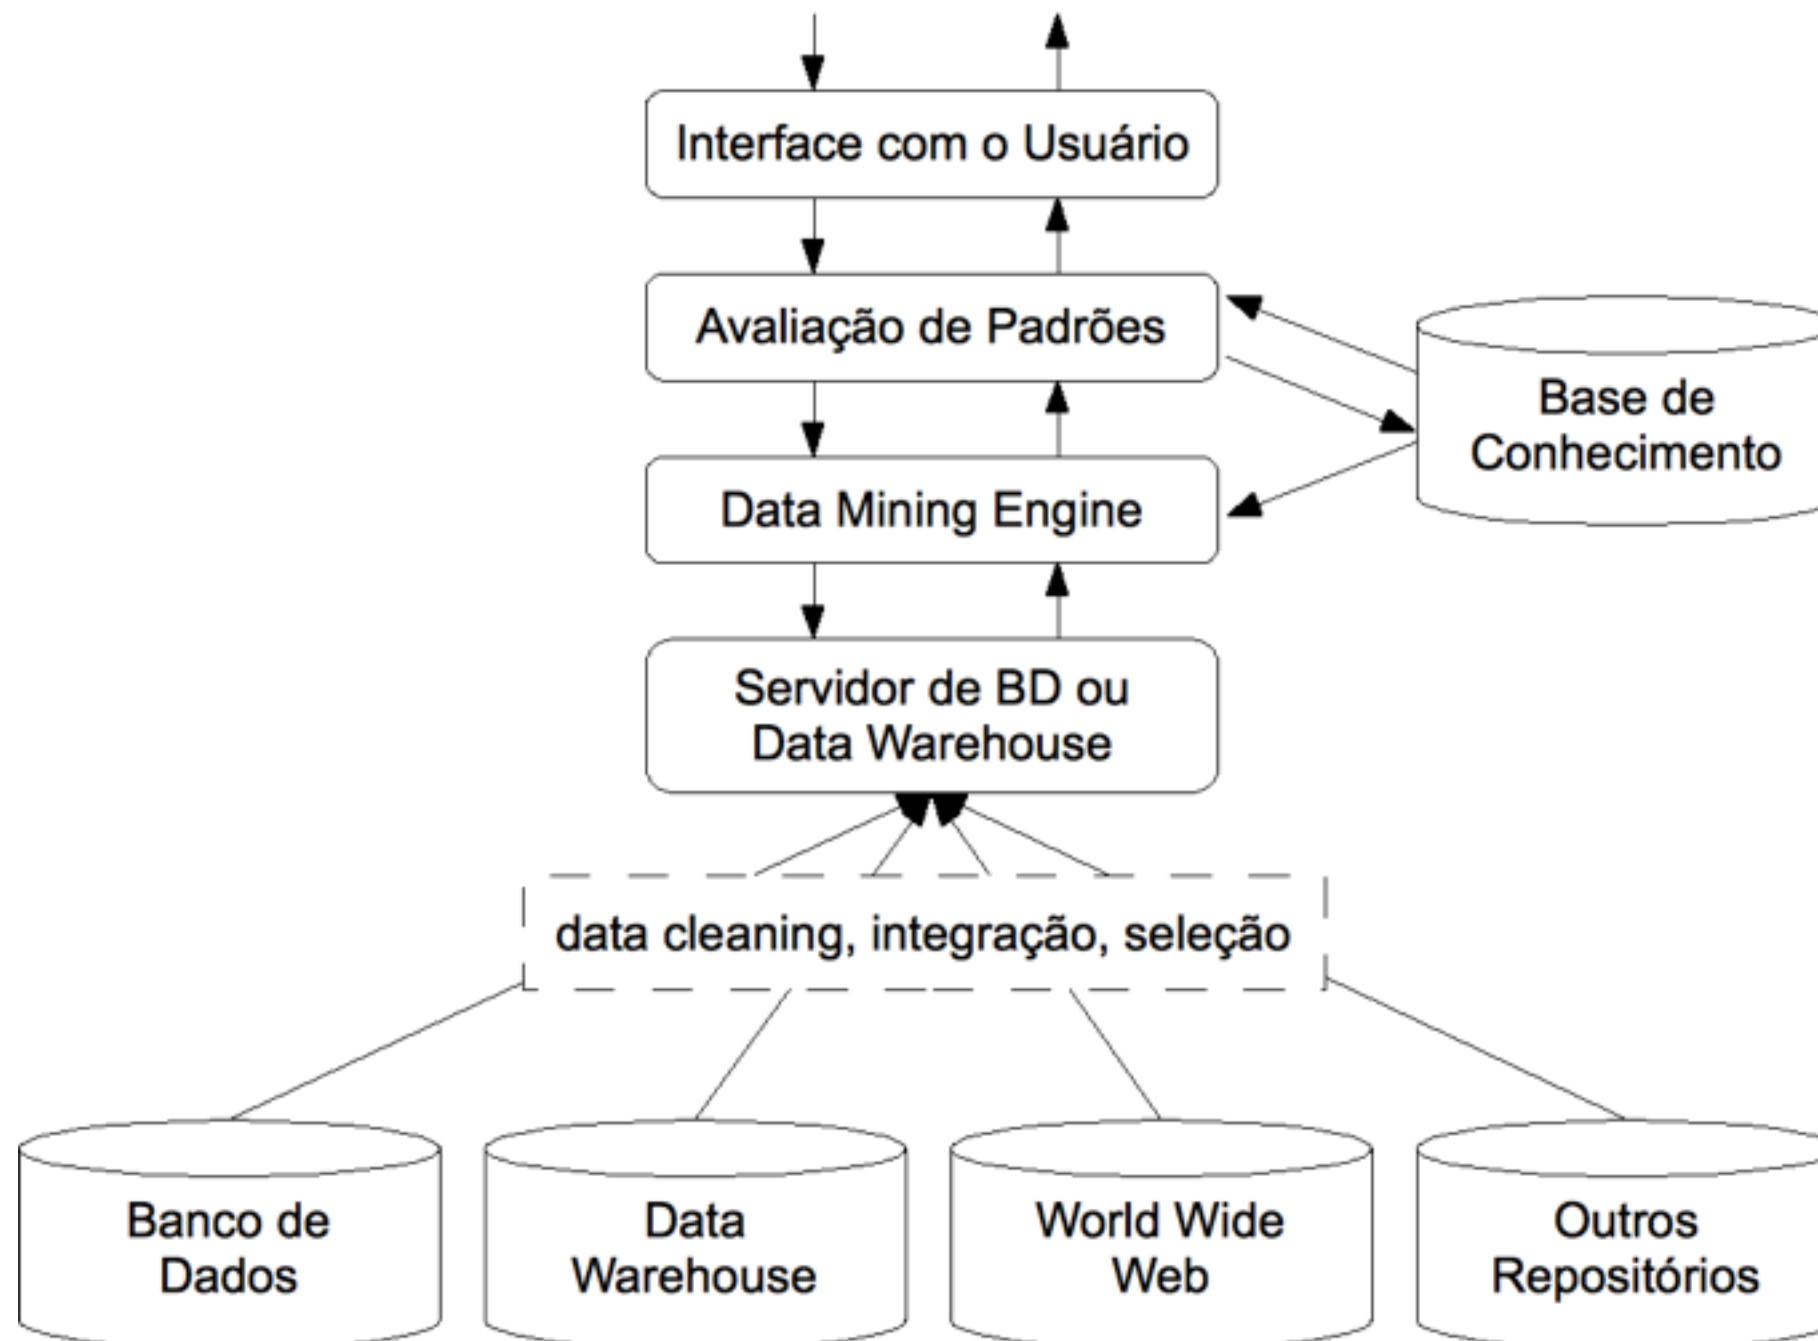 Interface com o Usuário
Avaliação de Padrões
Base de
Conhecimento
Data Mining Engine
Servidor de BD ou
Data Warehouse
data cleaning, integração, seleção
Banco de
Dados
Data
Warehouse
World Wide
Web
Outros
Repositórios